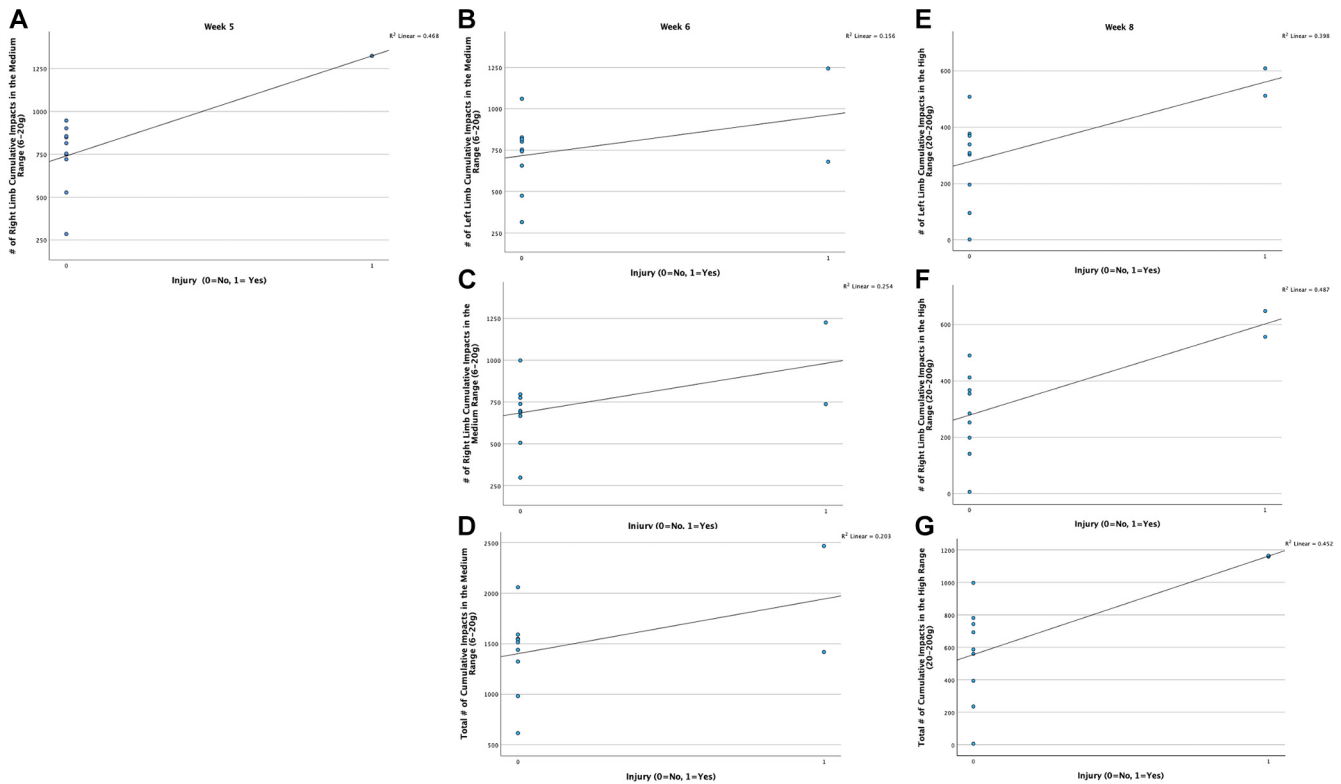 A
Week 5
R² Linear = 0.468
# of Right Limb Cumulative Impacts in the Medium
Range (6-20g)
1250
1000
750
500
250
0
1
Injury (0=No, 1= Yes)
B
Week 6
R² Linear = 0.156
# of Left Limb Cumulative Impacts in the Medium
Range (6-20g)
1250
1000
750
500
250
0
1
Injury (0=No, 1=Yes)
C
R² Linear = 0.254
# of Right Limb Cumulative Impacts in the
Medium Range (6-20g)
1250
1000
750
500
250
0
1
Injury (0=No, 1=Yes)
D
R² Linear = 0.203
Total # of Cumulative Impacts in the Medium
Range (6-20g)
2500
2000
1500
1000
500
0
1
Injury (0=No, 1=Yes)
E
Week 8
R² Linear = 0.398
# of Left Limb Cumulative Impacts in the High
Range (20-200g)
600
400
200
0
0
1
Injury (0=No, 1=Yes)
F
R² Linear = 0.487
# of Right Limb Cumulative Impacts in the High
Range (20-200g)
600
400
200
0
0
1
Injury (0=No, 1=Yes)
G
R² Linear = 0.452
Total # of Cumulative Impacts in the High Range
(20-200g)
1200
1000
800
600
400
200
0
0
1
Injury (0=No, 1=Yes)